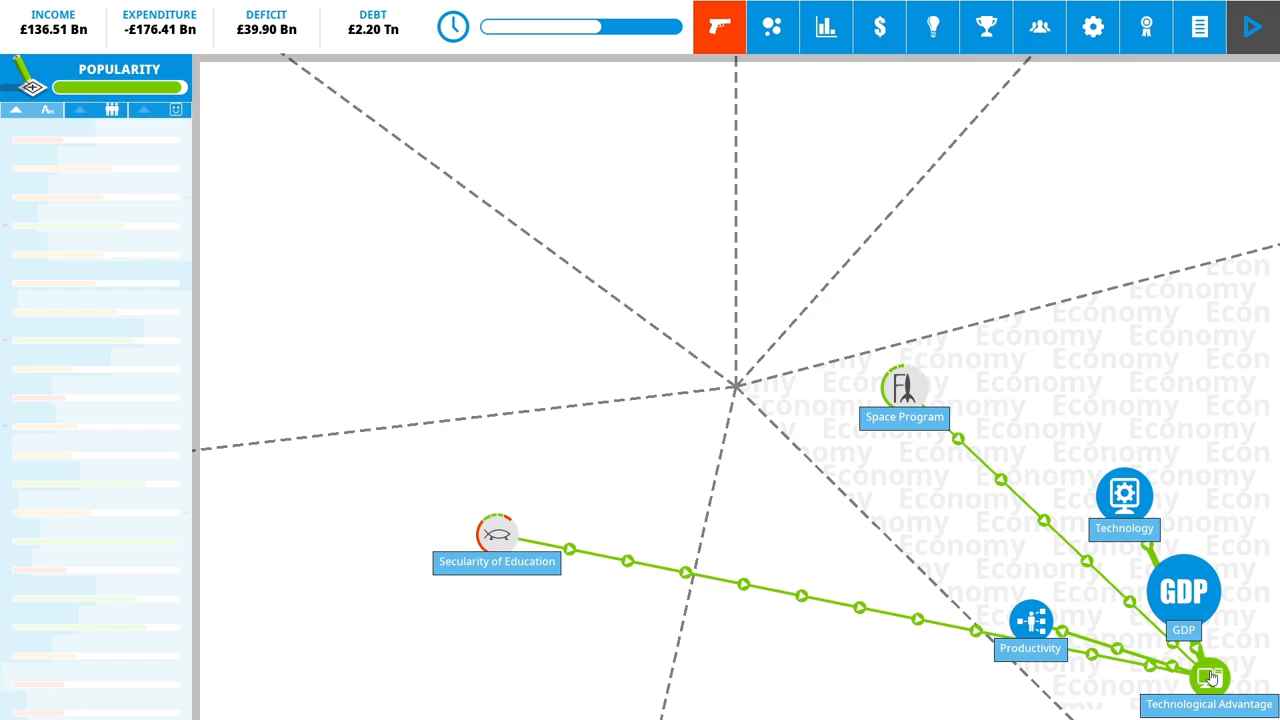 INCOME
£136.51 Bn
EXPENDITURE
-£176.41 Bn
DEFICIT
£39.90 Bn
DEBT
£2.20 Tn
POPULARITY
Space Program
Technology
Secularity of Education
GDP
GDP
Productivity
Technological Advantage
Economy